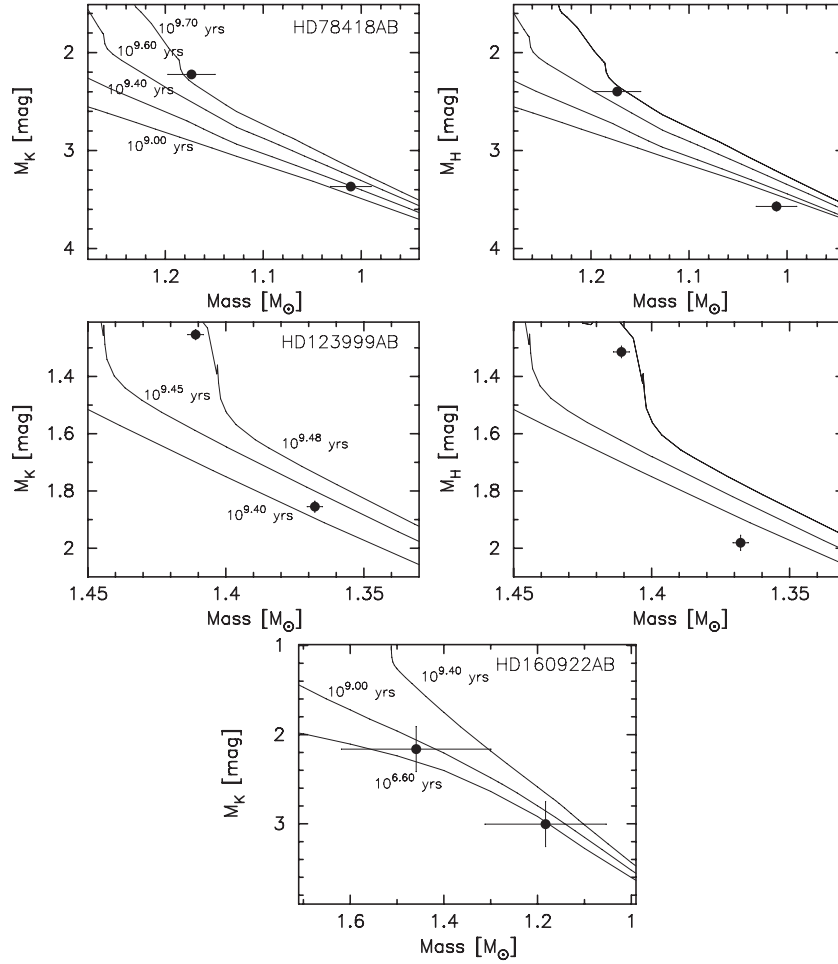 HD78418AB
10^9.70 yrs
10^9.60 yrs
10^9.40 yrs
10^9.00 yrs
M_K [mag]
2
3
4
1.2
1.1
1
Mass [M_⊙]
M_H [mag]
2
3
4
1.2
1.1
1
Mass [M_⊙]
HD123999AB
10^9.45 yrs
10^9.48 yrs
10^9.40 yrs
M_K [mag]
1.4
1.6
1.8
2
1.45
1.4
1.35
Mass [M_⊙]
M_H [mag]
1.4
1.6
1.8
2
1.45
1.4
1.35
Mass [M_⊙]
HD160922AB
10^9.40 yrs
10^9.00 yrs
10^6.60 yrs
M_K [mag]
1
2
3
1.6
1.4
1.2
1
Mass [M_⊙]